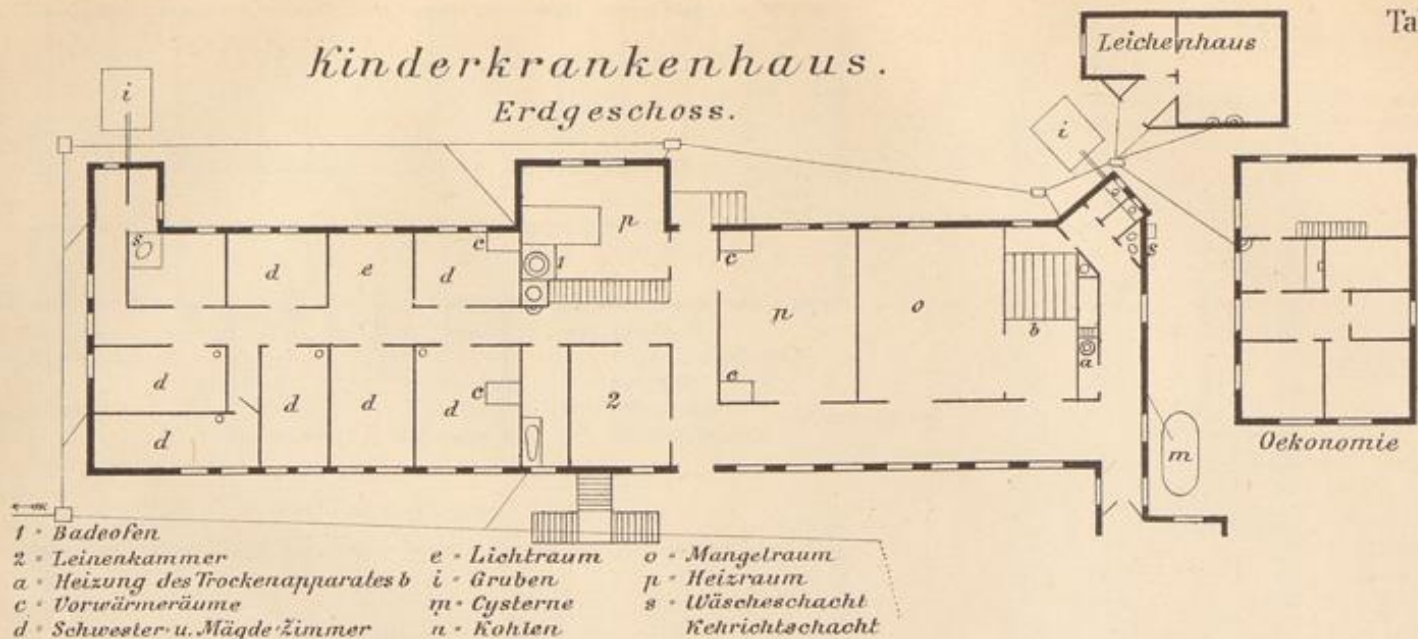 Ta
Kinderkrankenhaus.
Erdgeschoss.
Leichenhaus
i
i
s
d
e
d
c
p
1
c
n
o
b
a
s
c
d
d
d
d
d
c
2
m
Oekonomie
1 = Badeofen
2 = Leinenkammer
a = Heizung des Trockenapparates b
c = Vorwärmeräume
d = Schwester- u. Mägde-Zimmer
e = Lichtraum
i = Gruben
m = Cysterne
n = Kohlen
o = Mangelraum
p = Heizraum
s = Wäscheschacht
Kehrichtschacht